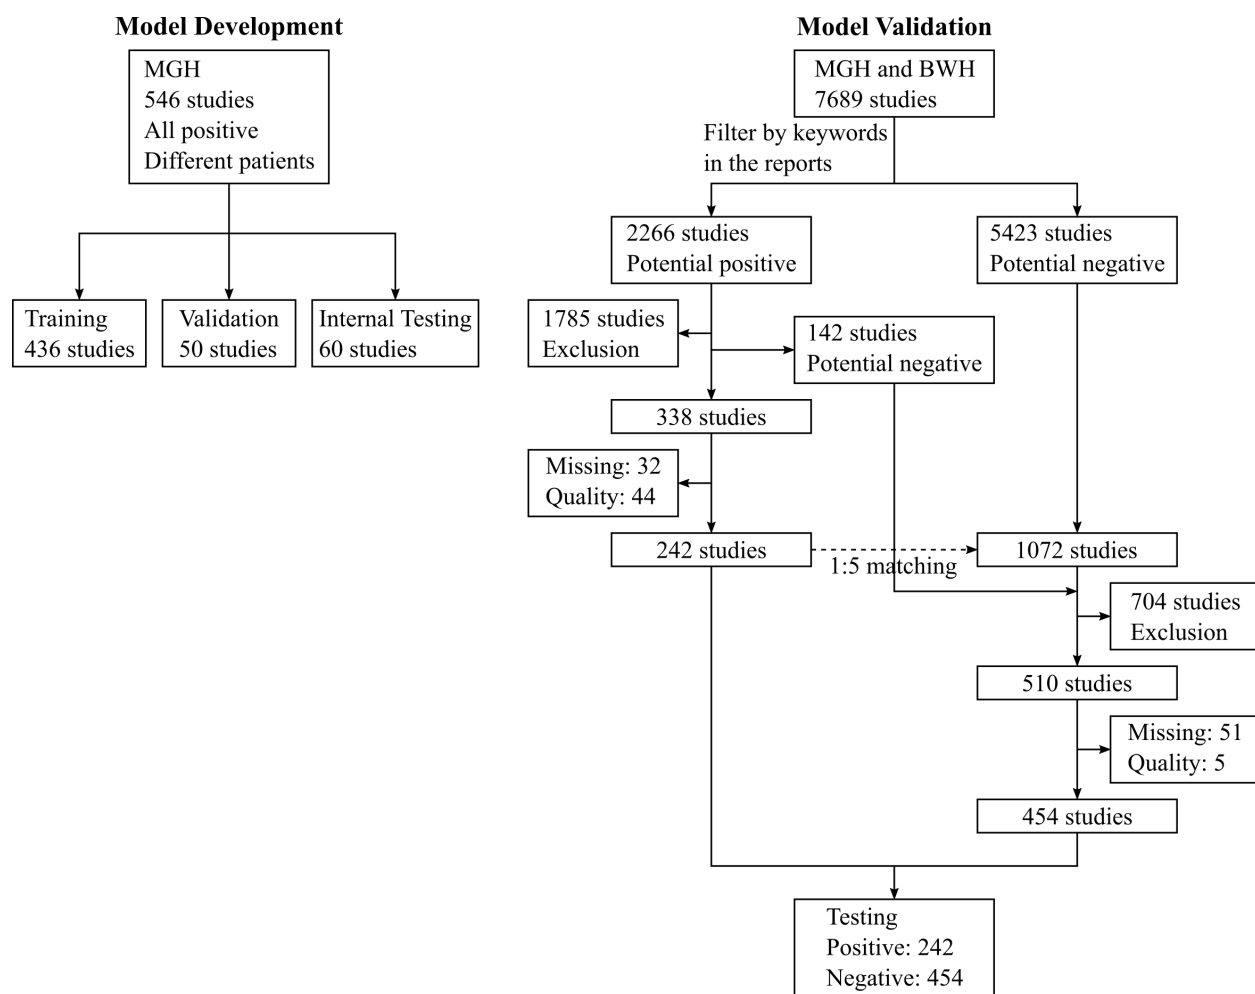 Model Development
MGH
546 studies
All positive
Different patients
Training
436 studies
Validation
50 studies
Internal Testing
60 studies
Model Validation
MGH and BWH
7689 studies
Filter by keywords
in the reports
2266 studies
Potential positive
5423 studies
Potential negative
1785 studies
Exclusion
142 studies
Potential negative
338 studies
Missing: 32
Quality: 44
242 studies
1:5 matching
1072 studies
704 studies
Exclusion
510 studies
Missing: 51
Quality: 5
454 studies
Testing
Positive: 242
Negative: 454